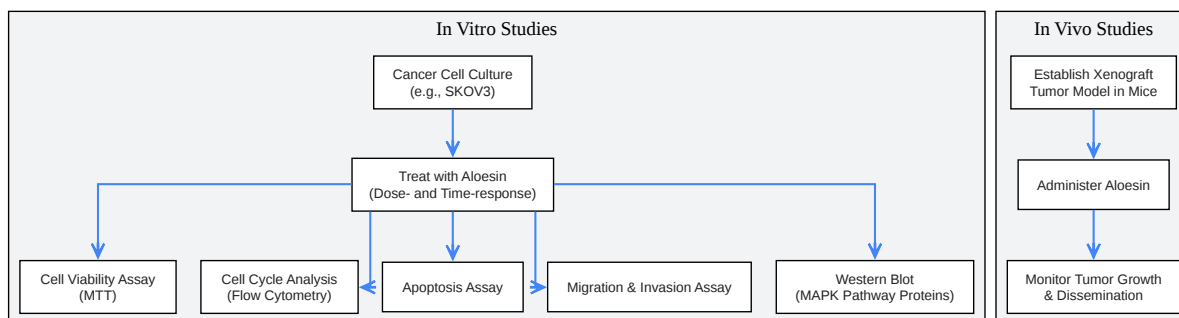 In Vitro Studies
Cancer Cell Culture
(e.g., SKOV3)
Treat with Aloesin
(Dose- and Time-response)
Cell Viability Assay
(MTT)
Cell Cycle Analysis
(Flow Cytometry)
Apoptosis Assay
Migration & Invasion Assay
Western Blot
(MAPK Pathway Proteins)
In Vivo Studies
Establish Xenograft
Tumor Model in Mice
Administer Aloesin
Monitor Tumor Growth
& Dissemination